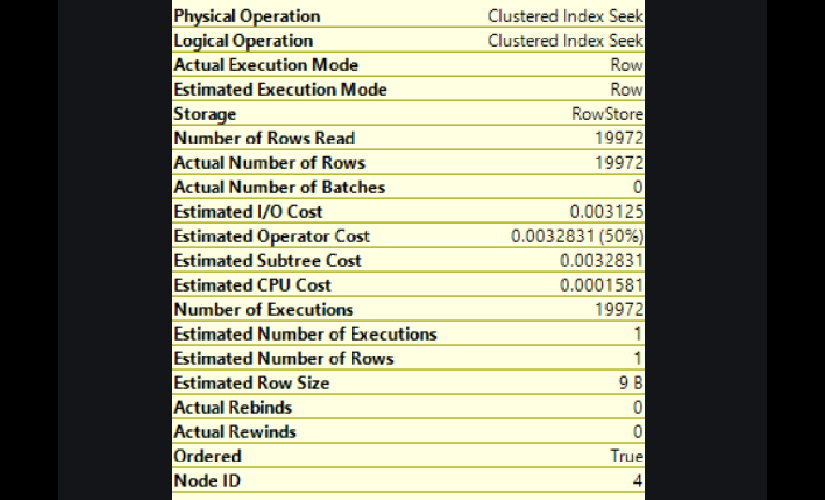 Physical Operation Clustered Index Seek
Logical Operation Clustered Index Seek
Actual Execution Mode Row
Estimated Execution Mode Row
Storage RowStore
Number of Rows Read 19972
Actual Number of Rows 19972
Actual Number of Batches 0
Estimated I/O Cost 0.003125
Estimated Operator Cost 0.0032831 (50%)
Estimated Subtree Cost 0.0032831
Estimated CPU Cost 0.0001581
Number of Executions 19972
Estimated Number of Executions 1
Estimated Number of Rows 1
Estimated Row Size 9 B
Actual Rebinds 0
Actual Rewinds 0
Ordered True
Node ID 4